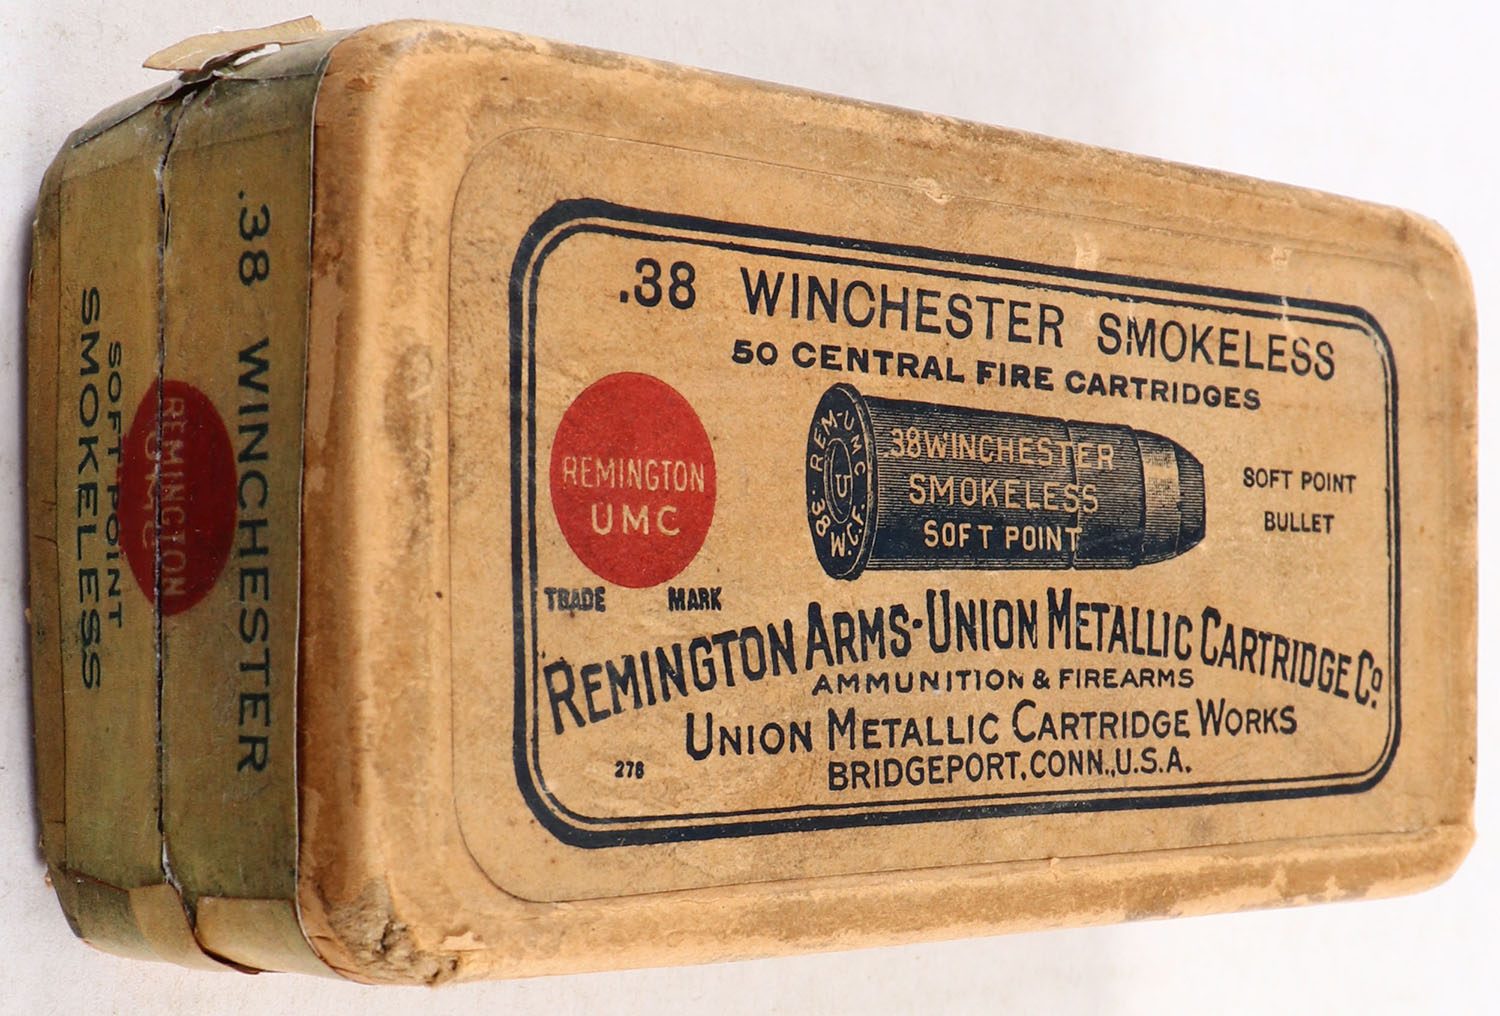 .38 WINCHESTER SMOKELESS
50 CENTRAL FIRE CARTRIDGES
REMINGTON
UMC
TRADE MARK
REM-UMC
U
.38 W.C.F.
.38 WINCHESTER
SMOKELESS
SOFT POINT
SOFT POINT
BULLET
REMINGTON ARMS-UNION METALLIC CARTRIDGE Co.
AMMUNITION & FIREARMS
UNION METALLIC CARTRIDGE WORKS
BRIDGEPORT, CONN., U.S.A.
278
.38 WINCHESTER
REMINGTON
UMC
SOFT POINT
SMOKELESS